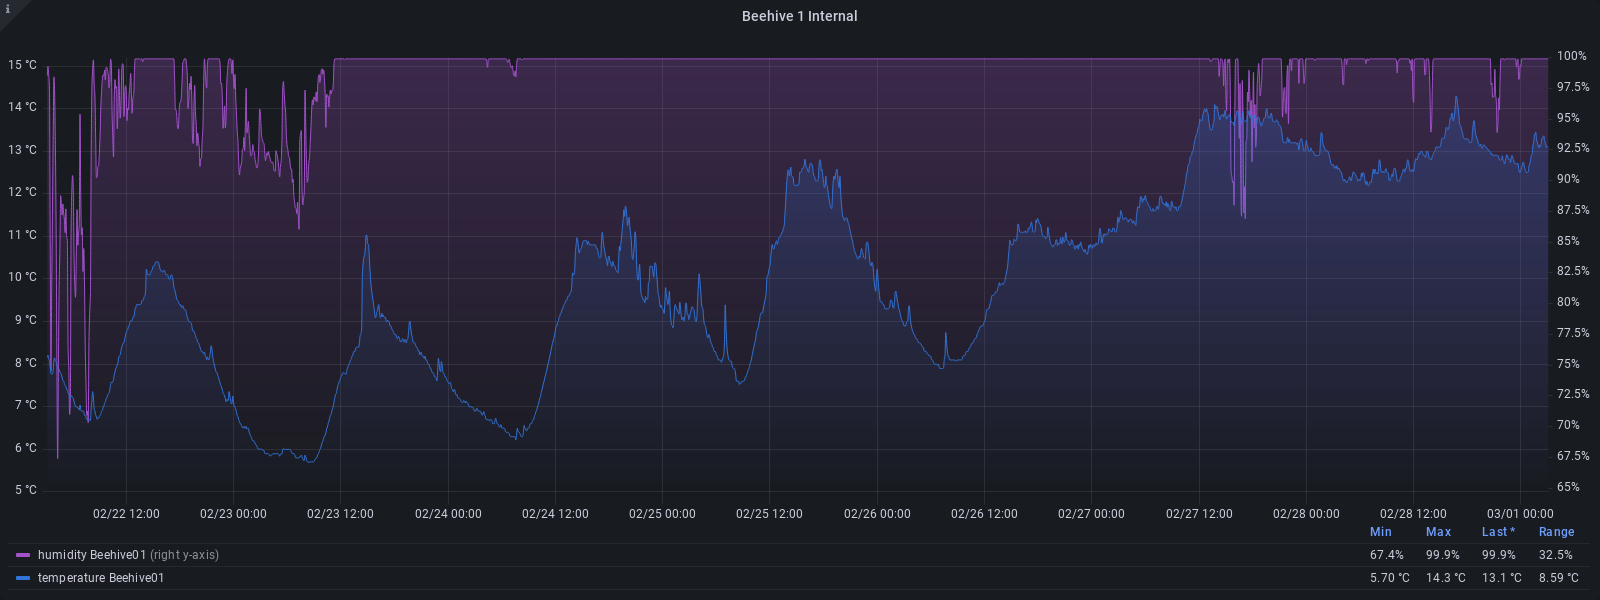 i
Beehive 1 Internal
15 °C
14 °C
13 °C
12 °C
11 °C
10 °C
9 °C
8 °C
7 °C
6 °C
5 °C
100%
97.5%
95%
92.5%
90%
87.5%
85%
82.5%
80%
77.5%
75%
72.5%
70%
67.5%
65%
02/22 12:00 02/23 00:00 02/23 12:00 02/24 00:00 02/24 12:00 02/25 00:00 02/25 12:00 02/26 00:00 02/26 12:00 02/27 00:00 02/27 12:00 02/28 00:00 02/28 12:00 03/01 00:00
Min Max Last * Range
humidity Beehive01 (right y-axis) 67.4% 99.9% 99.9% 32.5%
temperature Beehive01 5.70 °C 14.3 °C 13.1 °C 8.59 °C